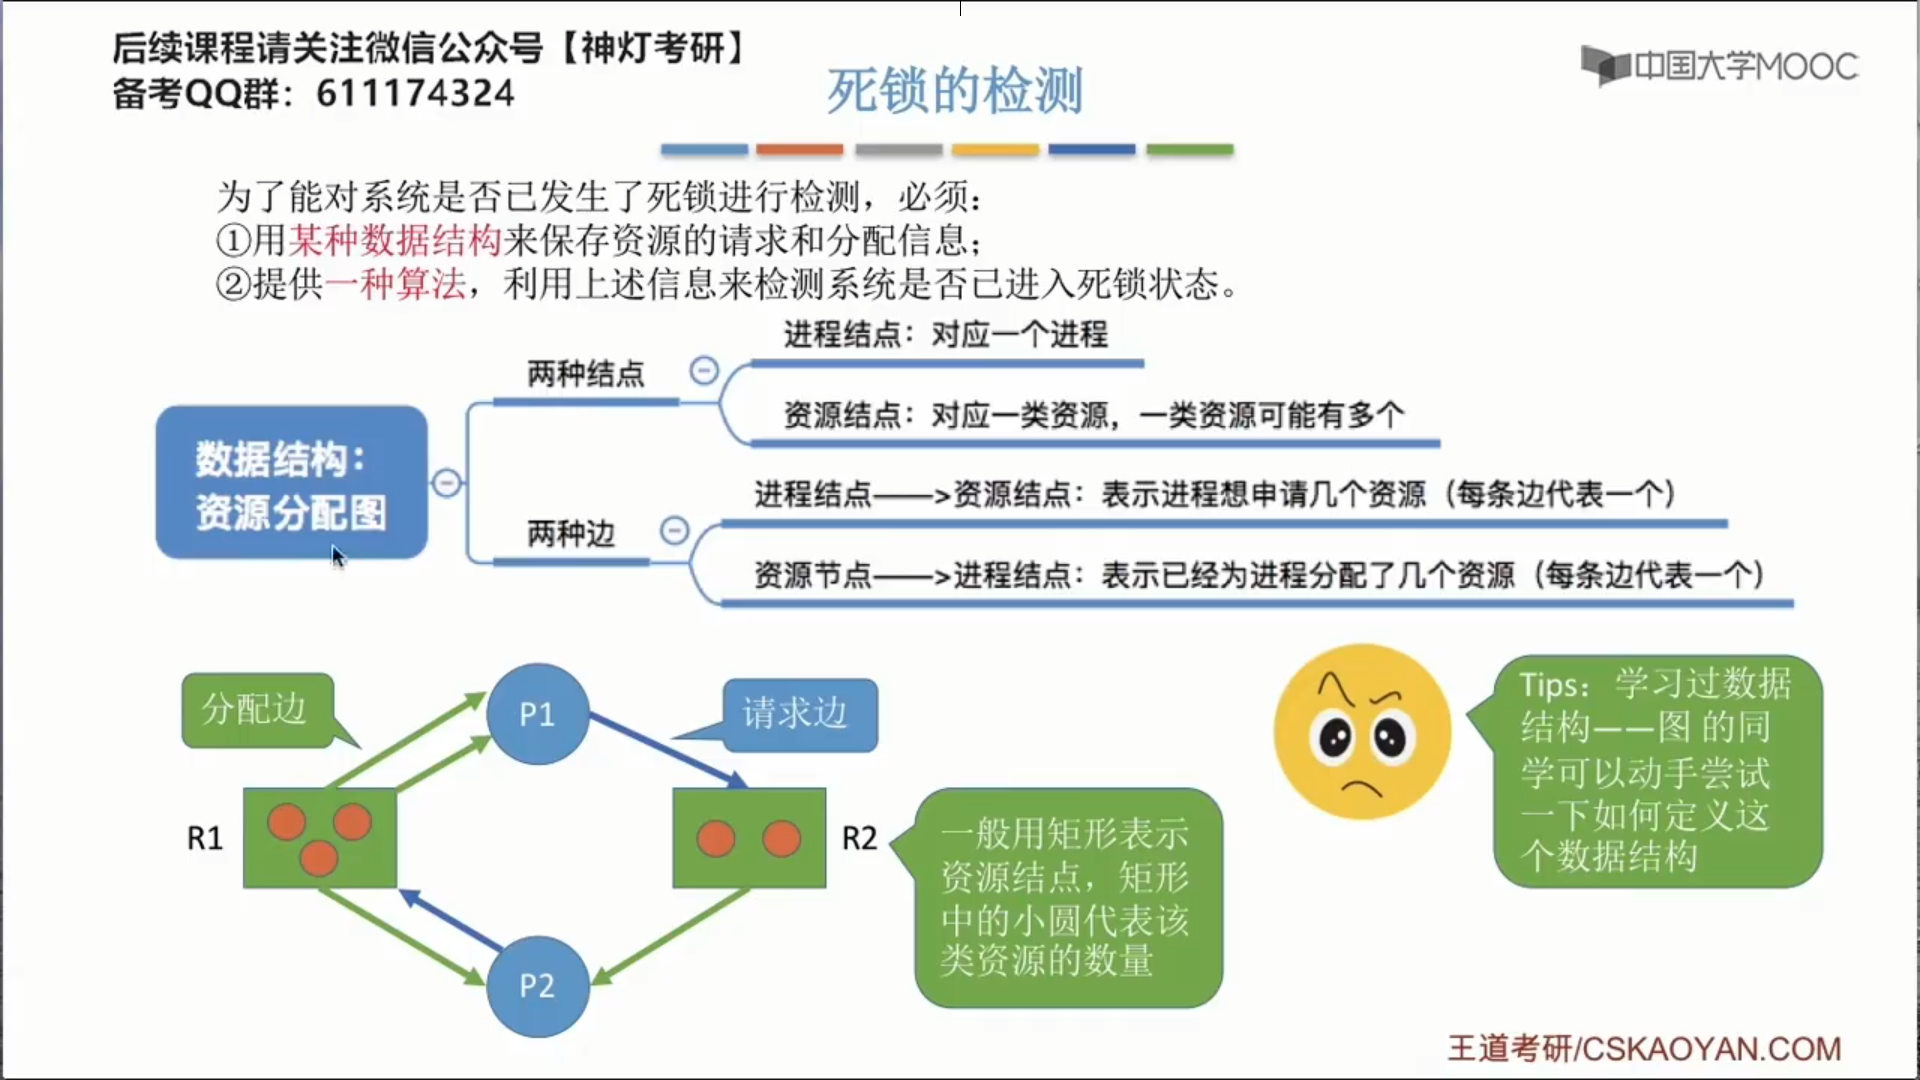 后续课程请关注微信公众号【神灯考研】
备考QQ群：611174324
中国大学MOOC
死锁的检测
为了能对系统是否已发生了死锁进行检测，必须：
①用某种数据结构来保存资源的请求和分配信息；
②提供一种算法，利用上述信息来检测系统是否已进入死锁状态。
数据结构：
资源分配图
两种结点
进程结点：对应一个进程
资源结点：对应一类资源，一类资源可能有多个
两种边
进程结点——>资源结点：表示进程想申请几个资源（每条边代表一个）
资源节点——>进程结点：表示已经为进程分配了几个资源（每条边代表一个）
分配边
P1
请求边
R1
R2
P2
一般用矩形表示
资源结点，矩形
中的小圆代表该
类资源的数量
Tips：学习过数据
结构——图 的同
学可以动手尝试
一下如何定义这
个数据结构
王道考研/CSKAOYAN.COM